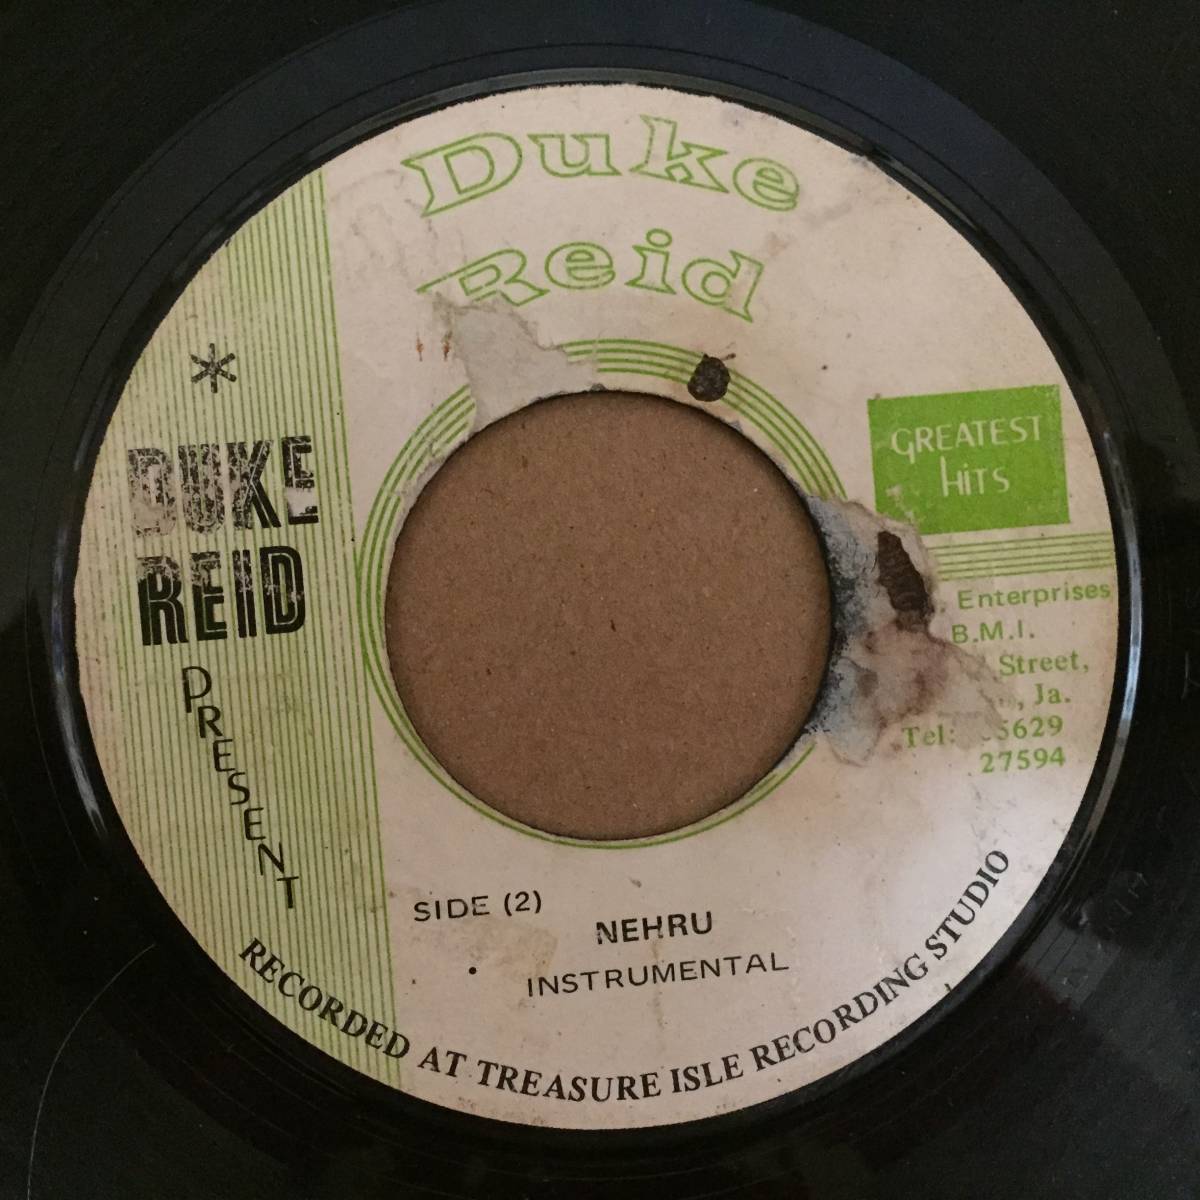 Duke
Reid
*
DUKE
REID
PRESENT
GREATEST
HITS
Enterprises
B.M.I.
Street,
, Ja.
Tel: 5629
27594
SIDE (2)
NEHRU
INSTRUMENTAL
RECORDED AT TREASURE ISLE RECORDING STUDIO